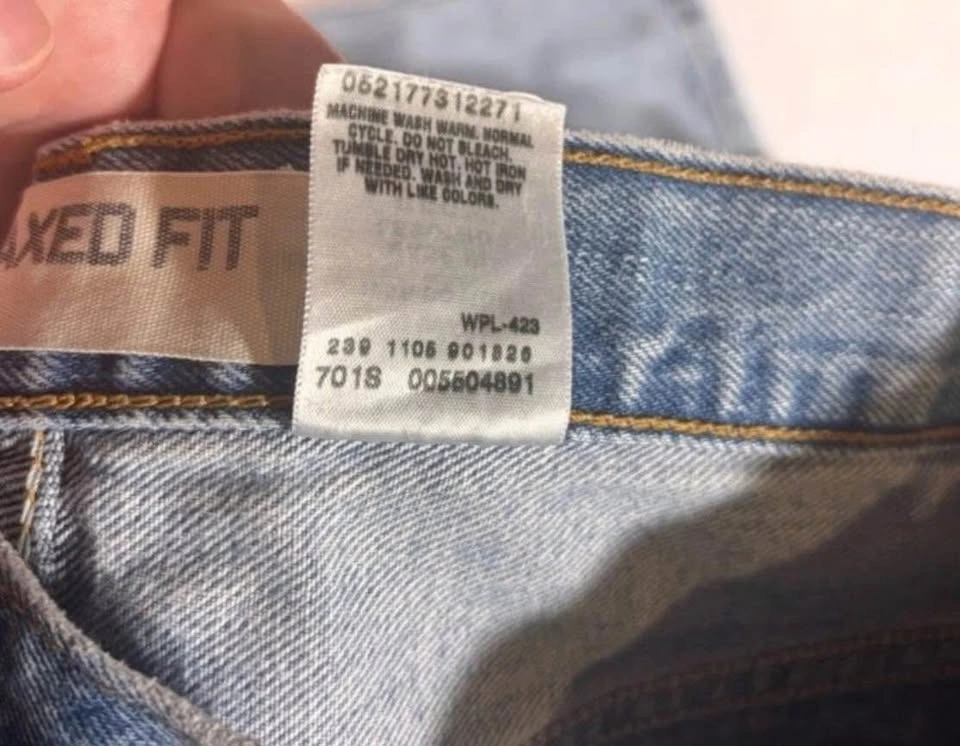 052177312271
MACHINE WASH WARM. NORMAL
CYCLE. DO NOT BLEACH.
TUMBLE DRY HOT. HOT IRON
IF NEEDED. WASH AND DRY
WITH LIKE COLORS.
AXED FIT
WPL-423
239 1105 901826
701S 005504891